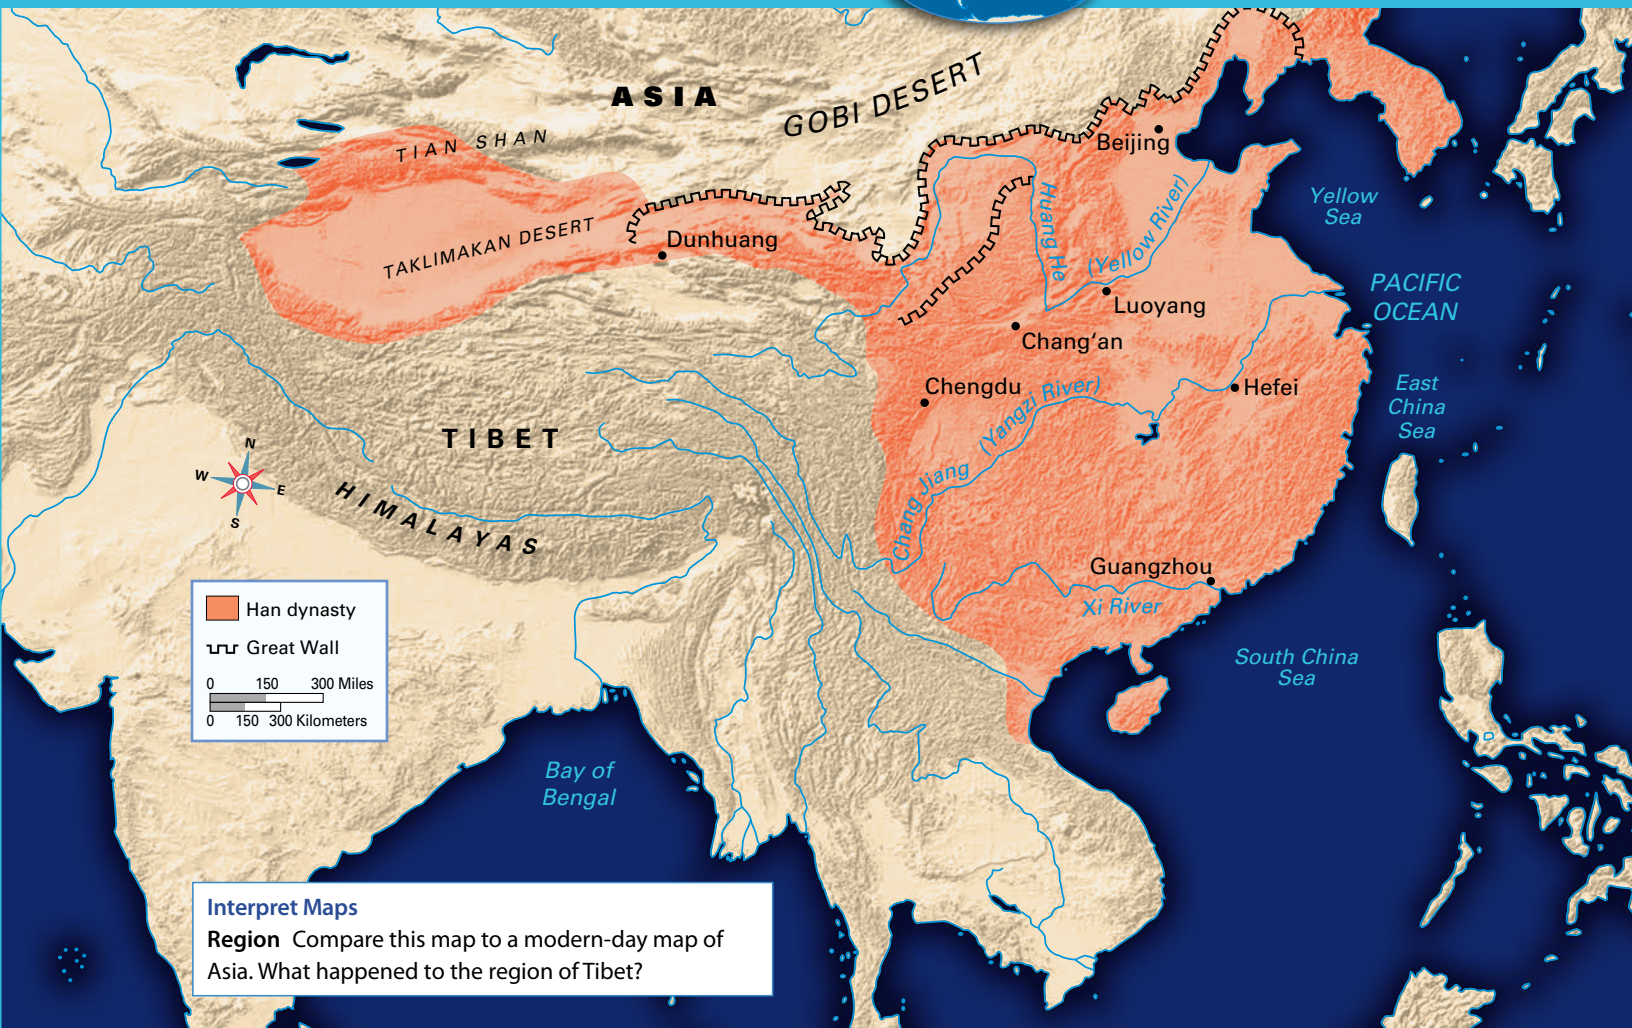 ASIA
GOBI DESERT
TIAN SHAN
TAKLIMAKAN DESERT
Dunhuang
Beijing
Huang He
(Yellow River)
Yellow
Sea
Luoyang
Chang'an
PACIFIC
OCEAN
Chengdu
(Yangzi River)
Chang Jiang
Hefei
East
China
Sea
TIBET
HIMALAYAS
N
W
E
S
Guangzhou
Xi River
South China
Sea
Han dynasty
Great Wall
0 150 300 Miles
0 150 300 Kilometers
Bay of
Bengal
Interpret Maps
Region Compare this map to a modern-day map of
Asia. What happened to the region of Tibet?